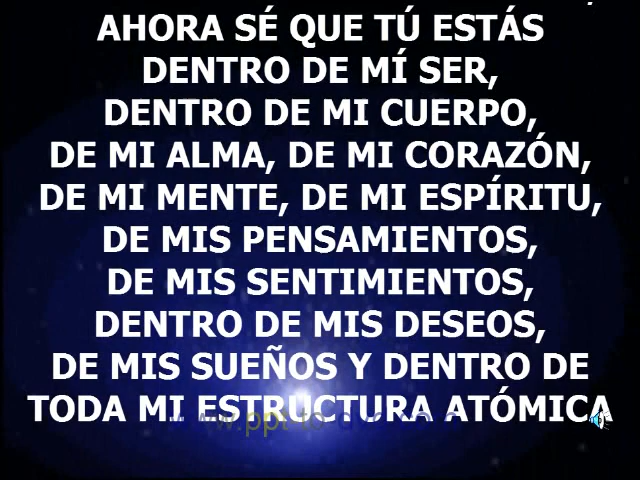 AHORA SÉ QUE TÚ ESTÁS
DENTRO DE MÍ SER,
DENTRO DE MI CUERPO,
DE MI ALMA, DE MI CORAZÓN,
DE MI MENTE, DE MI ESPÍRITU,
DE MIS PENSAMIENTOS,
DE MIS SENTIMIENTOS,
DENTRO DE MIS DESEOS,
DE MIS SUEÑOS Y DENTRO DE
TODA MI ESTRUCTURA ATÓMICA